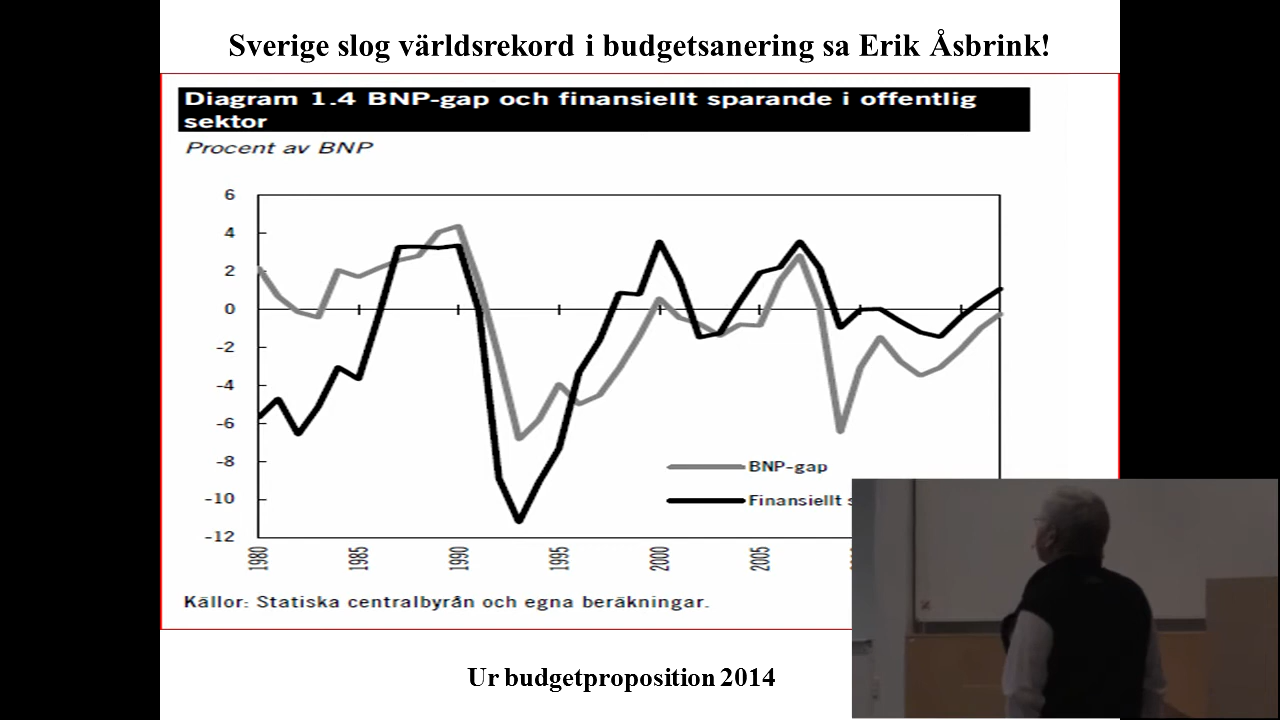 Sverige slog världsrekord i budgetsanering sa Erik Åsbrink!
Diagram 1.4 BNP-gap och finansiellt sparande i offentlig
sektor
Procent av BNP
6
4
2
0
-2
-4
-6
-8
-10
-12
BNP-gap
Finansiellt
1980
1985
1990
1995
2000
2005
Källor: Statiska centralbyrån och egna beräkningar.
Ur budgetproposition 2014